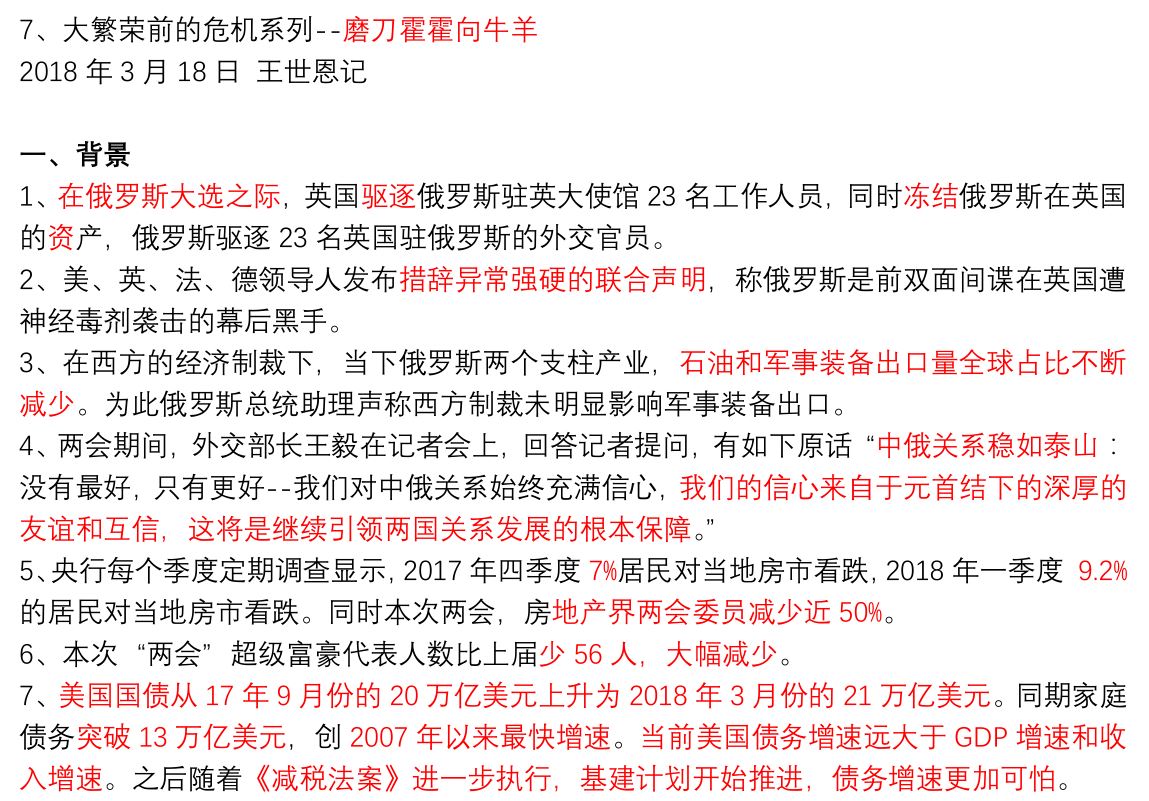 7、大繁荣前的危机系列--磨刀霍霍向牛羊
2018 年 3 月 18 日  王世恩记
一、背景
1、在俄罗斯大选之际，英国驱逐俄罗斯驻英大使馆 23 名工作人员，同时冻结俄罗斯在英国
的资产，俄罗斯驱逐 23 名英国驻俄罗斯的外交官员。
2、美、英、法、德领导人发布措辞异常强硬的联合声明，称俄罗斯是前双面间谍在英国遭
神经毒剂袭击的幕后黑手。
3、在西方的经济制裁下，当下俄罗斯两个支柱产业，石油和军事装备出口量全球占比不断
减少。为此俄罗斯总统助理声称西方制裁未明显影响军事装备出口。
4、两会期间，外交部长王毅在记者会上，回答记者提问，有如下原话“中俄关系稳如泰山：
没有最好，只有更好--我们对中俄关系始终充满信心，我们的信心来自于元首结下的深厚的
友谊和互信，这将是继续引领两国关系发展的根本保障。”
5、央行每个季度定期调查显示，2017 年四季度 7%居民对当地房市看跌，2018 年一季度 9.2%
的居民对当地房市看跌。同时本次两会，房地产界两会委员减少近 50%。
6、本次“两会”超级富豪代表人数比上届少 56 人，大幅减少。
7、美国国债从 17 年 9 月份的 20 万亿美元上升为 2018 年 3 月份的 21 万亿美元。同期家庭
债务突破 13 万亿美元，创 2007 年以来最快增速。当前美国债务增速远大于 GDP 增速和收
入增速。之后随着《减税法案》进一步执行，基建计划开始推进，债务增速更加可怕。